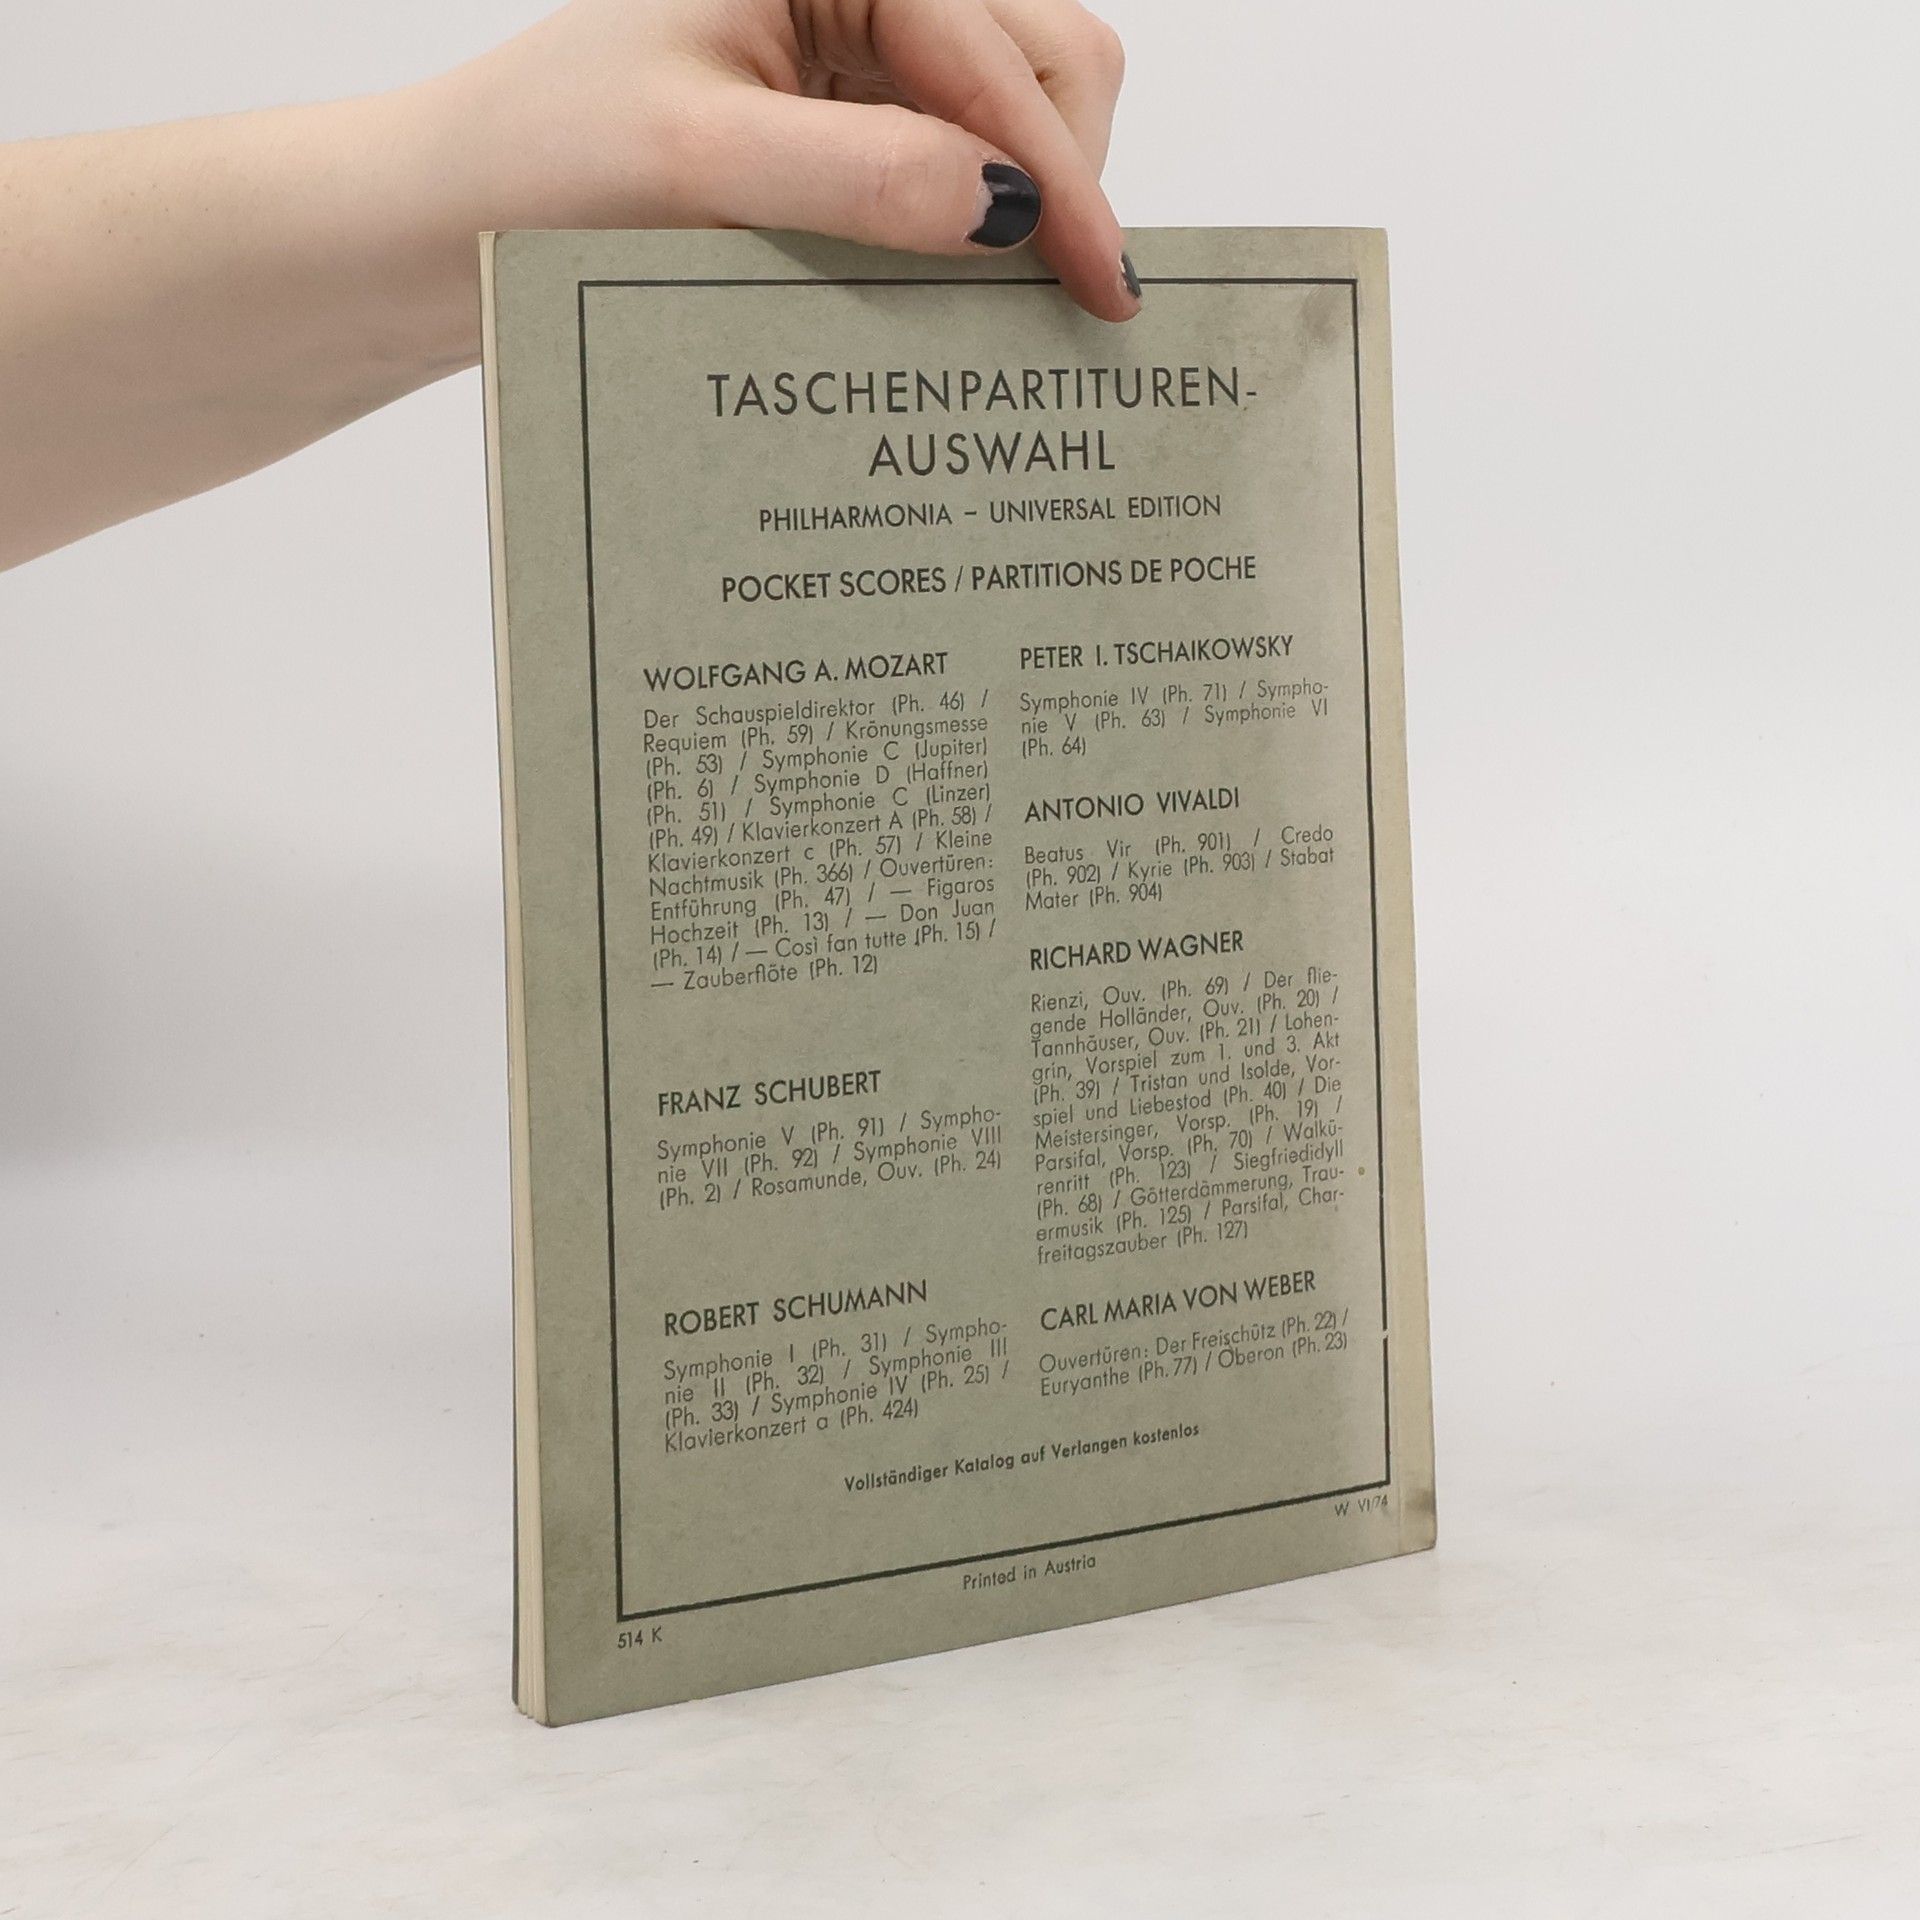 TASCHENPARTITUREN-
AUSWAHL
PHILHARMONIA – UNIVERSAL EDITION
POCKET SCORES / PARTITIONS DE POCHE
WOLFGANG A. MOZART
Der Schauspieldirektor (Ph. 46) /
Requiem (Ph. 59) / Krönungsmesse
(Ph. 53) / Symphonie C (Jupiter)
(Ph. 6) / Symphonie D (Haffner)
(Ph. 51) / Symphonie C (Linzer)
(Ph. 49) / Klavierkonzert A (Ph. 58) /
Klavierkonzert c (Ph. 57) / Kleine
Nachtmusik (Ph. 366) / Ouvertüren:
Entführung (Ph. 47) / — Figaros
Hochzeit (Ph. 13) / — Don Juan
(Ph. 14) / — Così fan tutte (Ph. 15) /
— Zauberflöte (Ph. 12)
FRANZ SCHUBERT
Symphonie V (Ph. 91) / Sympho-
nie VII (Ph. 92) / Symphonie VIII
(Ph. 2) / Rosamunde, Ouv. (Ph. 24)
ROBERT SCHUMANN
Symphonie I (Ph. 31) / Sympho-
nie II (Ph. 32) / Symphonie III
(Ph. 33) / Symphonie IV (Ph. 25) /
Klavierkonzert a (Ph. 424)
PETER I. TSCHAIKOWSKY
Symphonie IV (Ph. 71) / Sympho-
nie V (Ph. 63) / Symphonie VI
(Ph. 64)
ANTONIO VIVALDI
Beatus Vir (Ph. 901) / Credo
(Ph. 902) / Kyrie (Ph. 903) / Stabat
Mater (Ph. 904)
RICHARD WAGNER
Rienzi, Ouv. (Ph. 69) / Der flie-
gende Holländer, Ouv. (Ph. 20) /
Tannhäuser, Ouv. (Ph. 21) / Lohen-
grin, Vorspiel zum 1. und 3. Akt
(Ph. 39) / Tristan und Isolde, Vor-
spiel und Liebestod (Ph. 40) / Die
Meistersinger, Vorsp. (Ph. 19) /
Parsifal, Vorsp. (Ph. 70) / Walkü-
renritt (Ph. 123) / Siegfriedidyll
(Ph. 68) / Götterdämmerung, Trau-
ermusik (Ph. 125) / Parsifal, Char-
freitagszauber (Ph. 127)
CARL MARIA VON WEBER
Ouvertüren: Der Freischütz (Ph. 22) /
Euryanthe (Ph. 77) / Oberon (Ph. 23)
Vollständiger Katalog auf Verlangen kostenlos
W VI/74
Printed in Austria
514 K